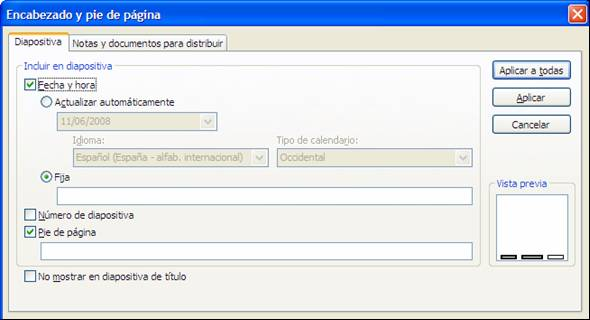 Encabezado y pie de página
Diapositiva
Notas y documentos para distribuir
Incluir en diapositiva
Fecha y hora
Actualizar automáticamente
11/06/2008
Idioma:
Tipo de calendario:
Español (España - alfab. internacional)
Occidental
Fija
Número de diapositiva
Pie de página
No mostrar en diapositiva de título
Aplicar a todas
Aplicar
Cancelar
Vista previa